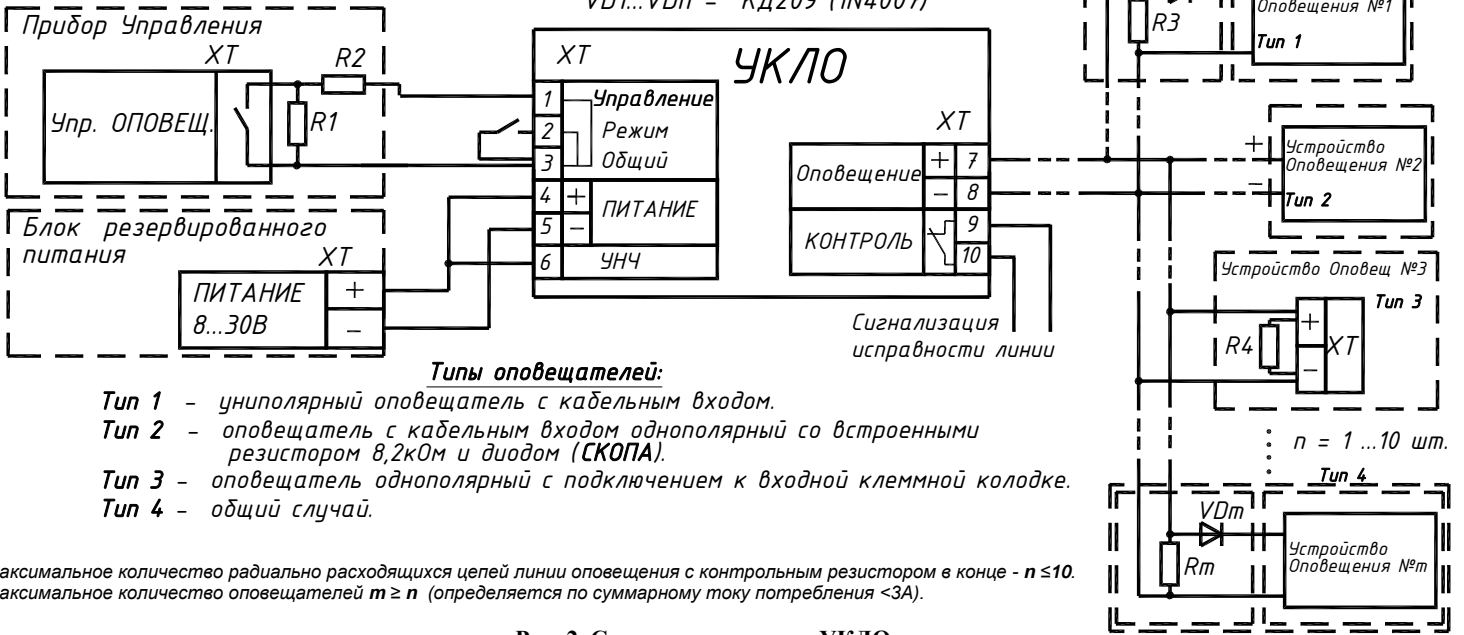 VD1...VDn = КД209 (1N4007)
Прибор Управления
XT
R2
Упр. ОПОВЕЩ.
R1
Блок резервированного
питания
XT
ПИТАНИЕ
8...30В
+
–
УКЛО
XT
1
Управление
2
Режим
3
Общий
4
+
ПИТАНИЕ
5
–
6
УНЧ
XT
Оповещение
+
7
–
8
КОНТРОЛЬ
9
10
Сигнализация
исправности линии
R3
Оповещения №1
Тип 1
+
–
Устройство
Оповещения №2
Тип 2
Устройство Оповещ №3
Тип 3
R4
+
–
XT
n = 1 ...10 шт.
Тип 4
VDm
Rm
Устройство
Оповещения №m
Типы оповещателей:
Тип 1 – униполярный оповещатель с кабельным входом.
Тип 2 – оповещатель с кабельным входом однополярный со встроенными
резистором 8,2кОм и диодом (СКОПА).
Тип 3 – оповещатель однополярный с подключением к входной клеммной колодке.
Тип 4 – общий случай.
аксимальное количество радиально расходящихся цепей линии оповещения с контрольным резистором в конце - n ≤10.
аксимальное количество оповещателей m ≥ n (определяется по суммарному току потребления <3А).